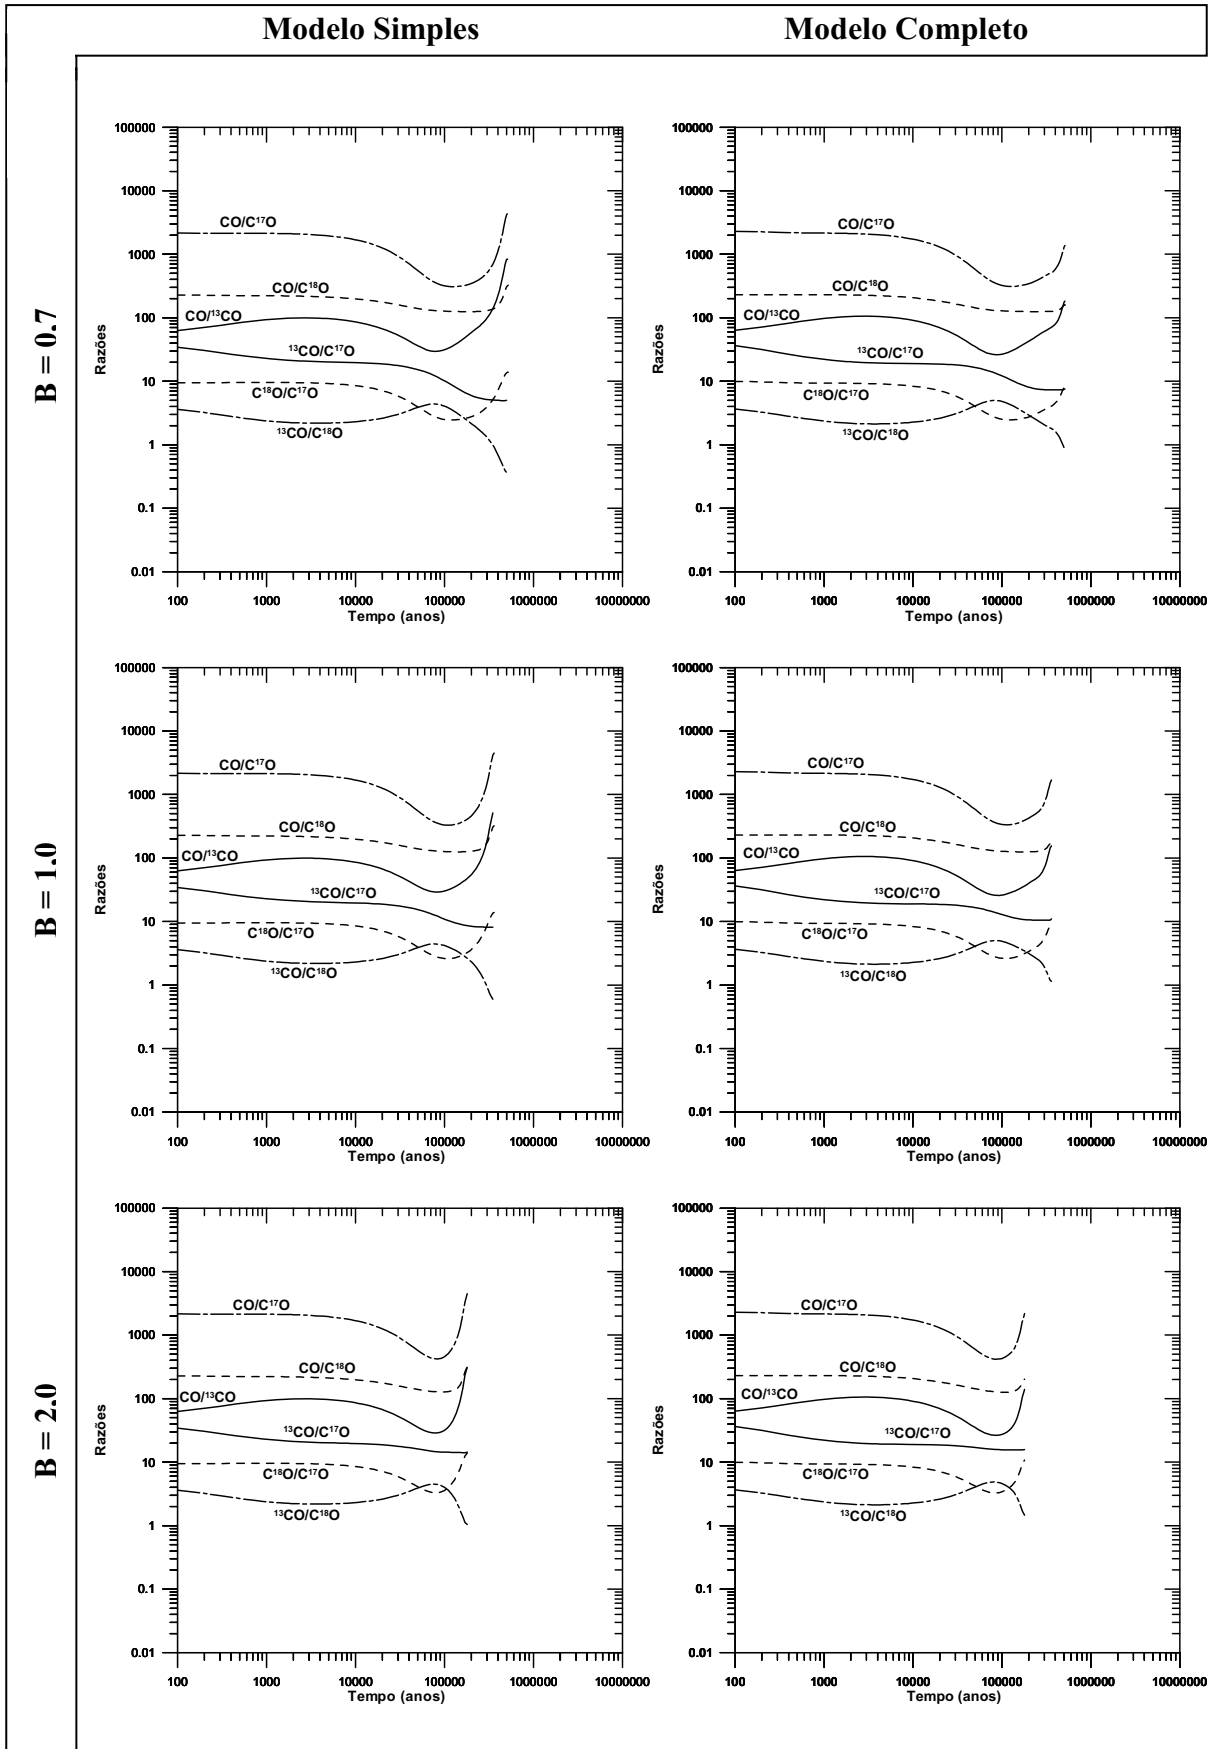 Modelo Simples
Modelo Completo
B = 0.7
100000
10000
1000
100
10
1
0.1
0.01
Razões
CO/C¹⁷O
CO/C¹⁸O
CO/¹³CO
¹³CO/C¹⁷O
C¹⁸O/C¹⁷O
¹³CO/C¹⁸O
100
1000
10000
100000
1000000
10000000
Tempo (anos)
100000
10000
1000
100
10
1
0.1
0.01
Razões
CO/C¹⁷O
CO/C¹⁸O
CO/¹³CO
¹³CO/C¹⁷O
C¹⁸O/C¹⁷O
¹³CO/C¹⁸O
100
1000
10000
100000
1000000
10000000
Tempo (anos)
B = 1.0
100000
10000
1000
100
10
1
0.1
0.01
Razões
CO/C¹⁷O
CO/C¹⁸O
CO/¹³CO
¹³CO/C¹⁷O
C¹⁸O/C¹⁷O
¹³CO/C¹⁸O
100
1000
10000
100000
1000000
10000000
Tempo (anos)
100000
10000
1000
100
10
1
0.1
0.01
Razões
CO/C¹⁷O
CO/C¹⁸O
CO/¹³CO
¹³CO/C¹⁷O
C¹⁸O/C¹⁷O
¹³CO/C¹⁸O
100
1000
10000
100000
1000000
10000000
Tempo (anos)
B = 2.0
100000
10000
1000
100
10
1
0.1
0.01
Razões
CO/C¹⁷O
CO/C¹⁸O
CO/¹³CO
¹³CO/C¹⁷O
C¹⁸O/C¹⁷O
¹³CO/C¹⁸O
100
1000
10000
100000
1000000
10000000
Tempo (anos)
100000
10000
1000
100
10
1
0.1
0.01
Razões
CO/C¹⁷O
CO/C¹⁸O
CO/¹³CO
¹³CO/C¹⁷O
C¹⁸O/C¹⁷O
¹³CO/C¹⁸O
100
1000
10000
100000
1000000
10000000
Tempo (anos)